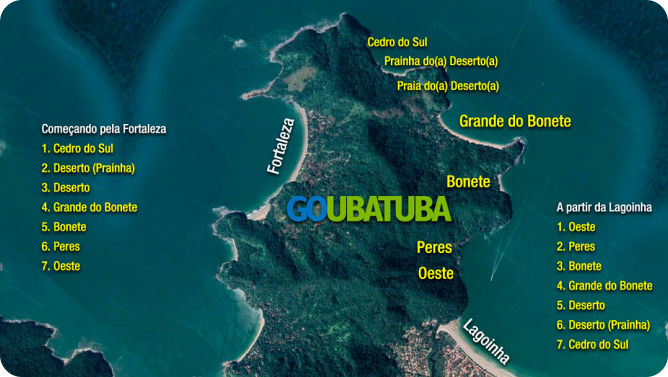 Cedro do Sul
Prainha do(a) Deserto(a)
Praia do(a) Deserto(a)
Grande do Bonete
Fortaleza
Bonete
GOUBATUBA
Peres
Oeste
Lagoinha
Começando pela Fortaleza
1. Cedro do Sul
2. Deserto (Prainha)
3. Deserto
4. Grande do Bonete
5. Bonete
6. Peres
7. Oeste
A partir da Lagoinha
1. Oeste
2. Peres
3. Bonete
4. Grande do Bonete
5. Deserto
6. Deserto (Prainha)
7. Cedro do Sul